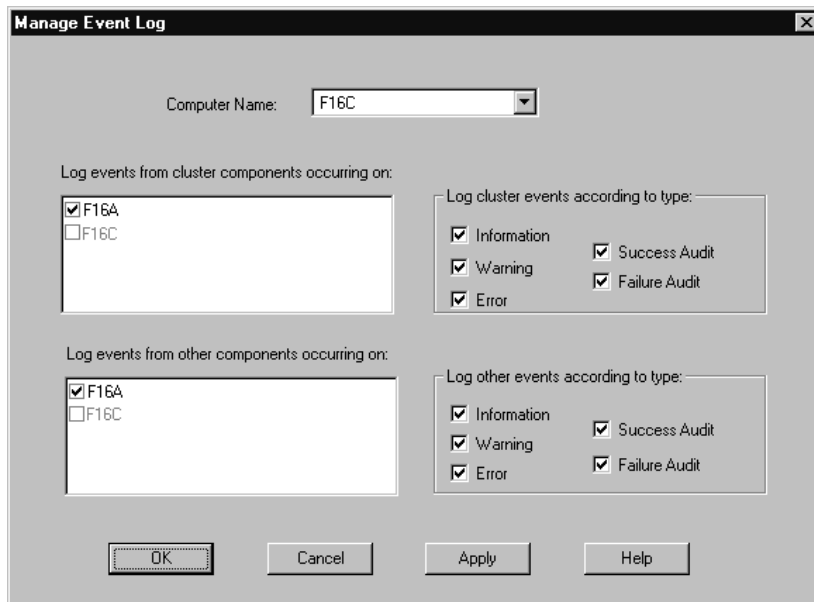 Manage Event Log
Computer Name: F16C
Log events from cluster components occurring on:
F16A
F16C
Log cluster events according to type:
Information
Warning
Error
Success Audit
Failure Audit
Log events from other components occurring on:
F16A
F16C
Log other events according to type:
Information
Warning
Error
Success Audit
Failure Audit
OK Cancel Apply Help